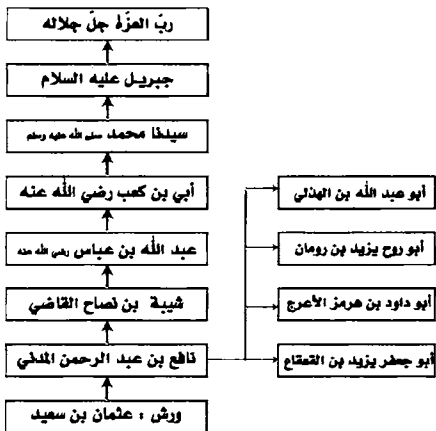 ربّ العزّة جلّ جلاله
جبريل عليه السلام
سيدنا محمد صلى الله عليه وسلم
أبي بن كعب رضي الله عنه
أبو عبد الله بن الهذلي
عبد الله بن عباس رضي الله عنه
أبو روح يزيد بن رومان
شيبة بن نصاح القاضي
أبو داود بن هرمز الأعرج
نافع بن عبد الرحمن المدني
أبو جعفر يزيد بن القعقاع
ورش : عثمان بن سعيد